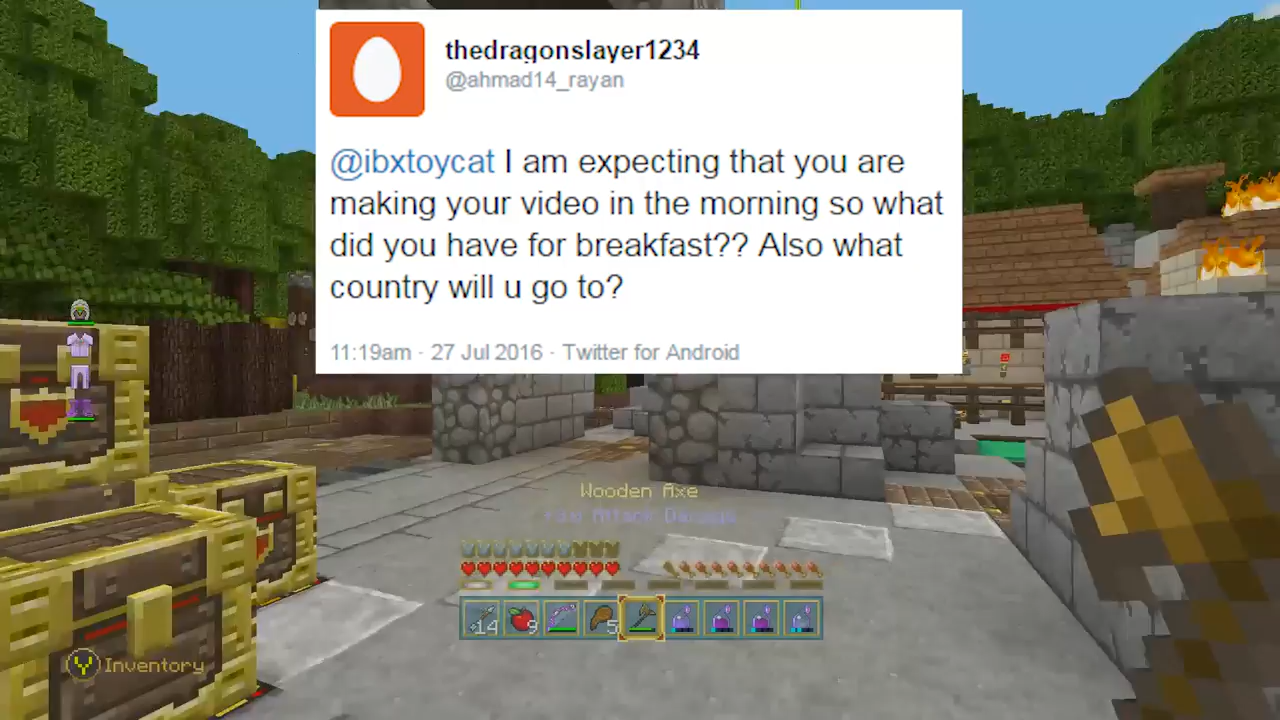 thedragonslayer1234
@ahmad14_rayan
@ibxtoycat I am expecting that you are
making your video in the morning so what
did you have for breakfast?? Also what
country will u go to?
11:19am · 27 Jul 2016 · Twitter for Android
Wooden Axe
Attack Damage
14 9 5
Y Inventory